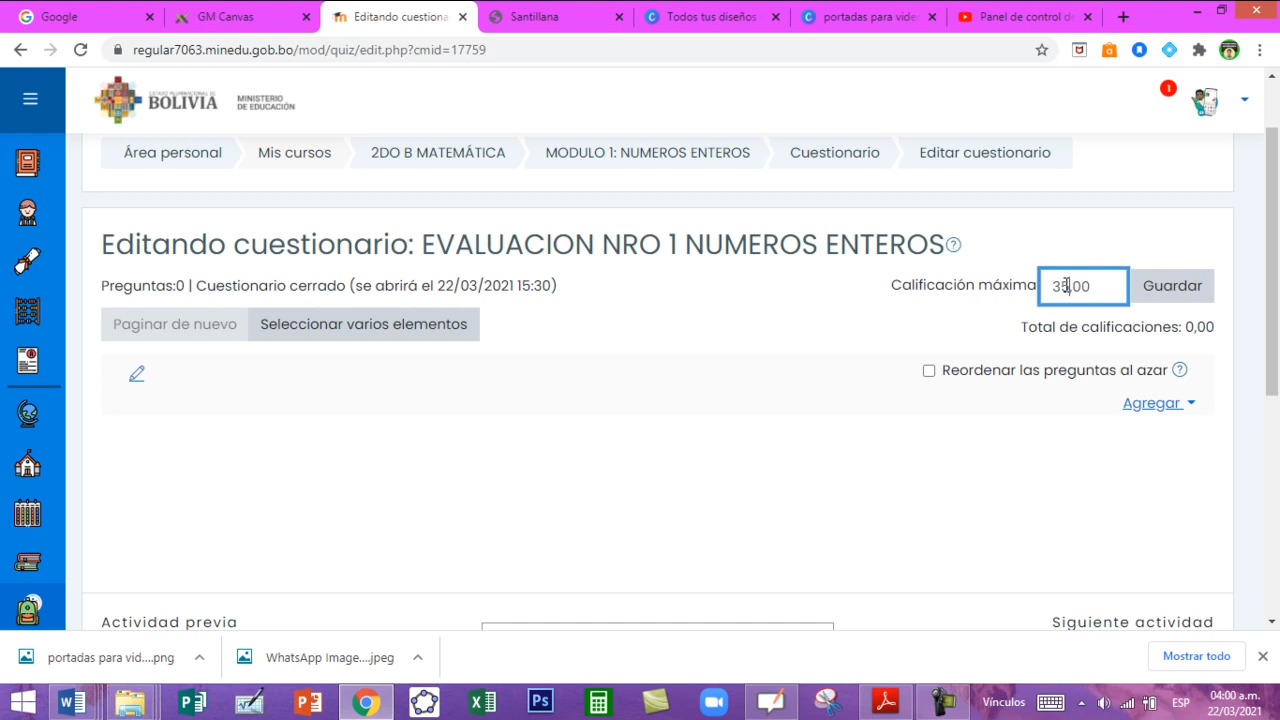 Google
GM Canvas
Editando cuestiona
Santillana
Todos tus diseños
portadas para vide
Panel de control de
regular7063.minedu.gob.bo/mod/quiz/edit.php?cmid=17759
BOLIVIA
MINISTERIO
DE EDUCACIÓN
1
Área personal
Mis cursos
2DO B MATEMÁTICA
MODULO 1: NUMEROS ENTEROS
Cuestionario
Editar cuestionario
Editando cuestionario: EVALUACION NRO 1 NUMEROS ENTEROS
Preguntas:0 | Cuestionario cerrado (se abrirá el 22/03/2021 15:30)
Calificación máxima
35,00
Guardar
Paginar de nuevo
Seleccionar varios elementos
Total de calificaciones: 0,00
Reordenar las preguntas al azar
Agregar
Actividad previa
Siguiente actividad
portadas para vid....png
WhatsApp Image....jpeg
Mostrar todo
Vínculos
ESP
04:00 a.m.
22/03/2021